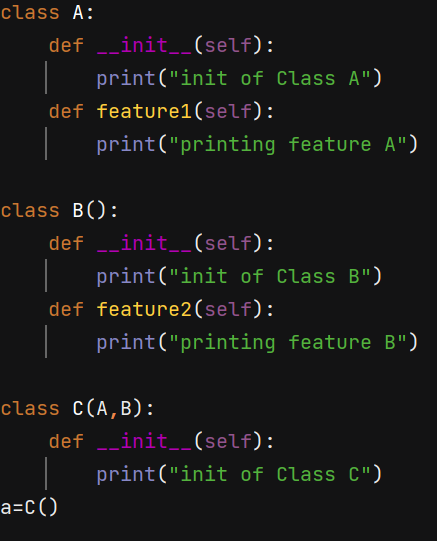 class A:
    def __init__(self):
        print("init of Class A")
    def feature1(self):
        print("printing feature A")

class B():
    def __init__(self):
        print("init of Class B")
    def feature2(self):
        print("printing feature B")

class C(A,B):
    def __init__(self):
        print("init of Class C")
a=C()